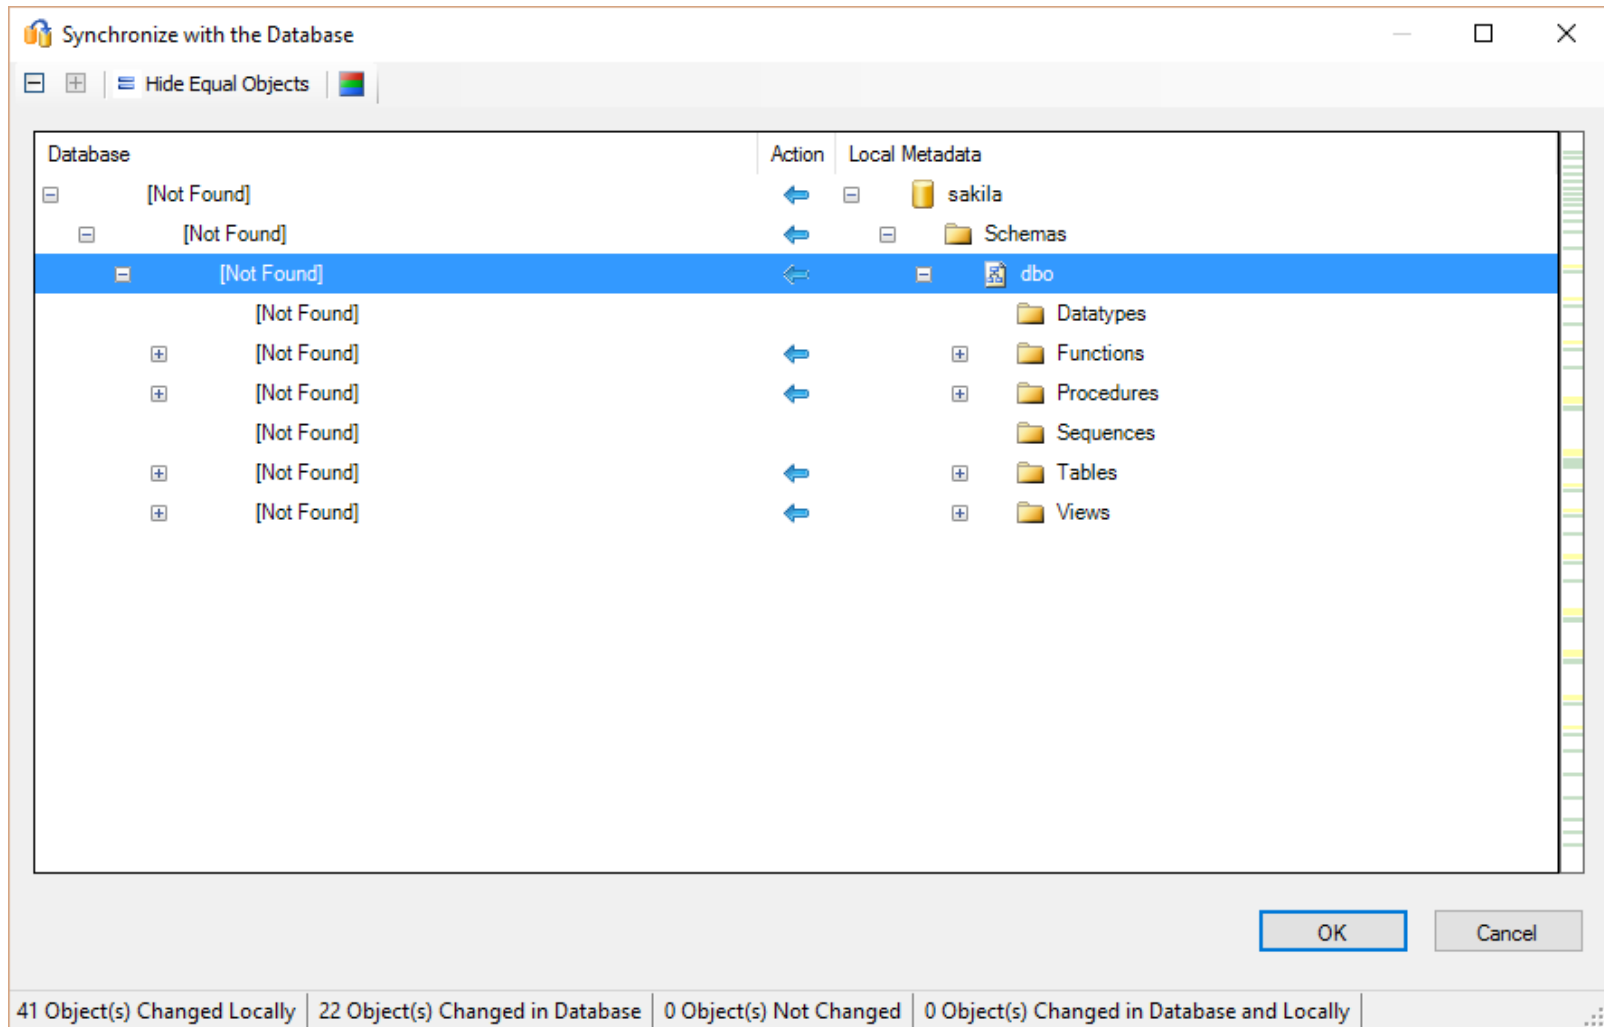 Synchronize with the Database
Hide Equal Objects
Database Action Local Metadata
[Not Found] sakila
[Not Found] Schemas
[Not Found] dbo
[Not Found] Datatypes
[Not Found] Functions
[Not Found] Procedures
[Not Found] Sequences
[Not Found] Tables
[Not Found] Views
OK Cancel
41 Object(s) Changed Locally 22 Object(s) Changed in Database 0 Object(s) Not Changed 0 Object(s) Changed in Database and Locally